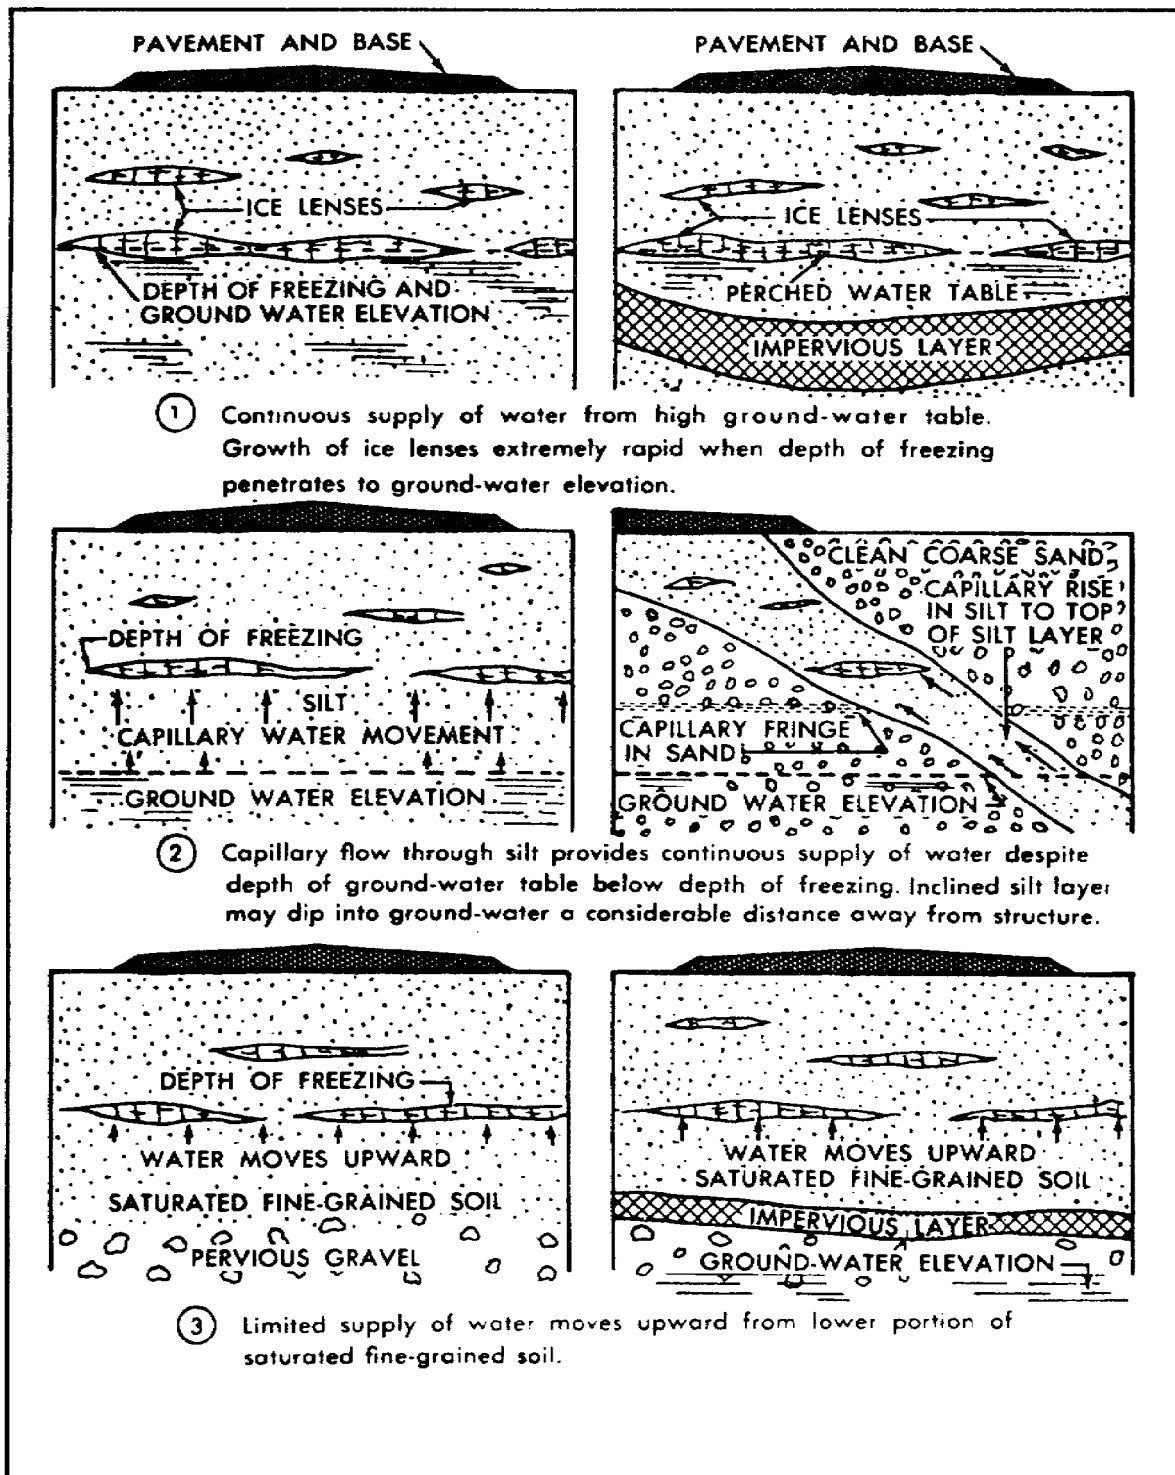 PAVEMENT AND BASE
PAVEMENT AND BASE
ICE LENSES
DEPTH OF FREEZING AND
GROUND WATER ELEVATION
ICE LENSES
PERCHED WATER TABLE
IMPERVIOUS LAYER
1 Continuous supply of water from high ground-water table.
Growth of ice lenses extremely rapid when depth of freezing
penetrates to ground-water elevation.
DEPTH OF FREEZING
SILT
CAPILLARY WATER MOVEMENT
GROUND WATER ELEVATION
CLEAN COARSE SAND
CAPILLARY RISE
IN SILT TO TOP
OF SILT LAYER
CAPILLARY FRINGE
IN SAND
GROUND WATER ELEVATION
2 Capillary flow through silt provides continuous supply of water despite
depth of ground-water table below depth of freezing. Inclined silt layer
may dip into ground-water a considerable distance away from structure.
DEPTH OF FREEZING
WATER MOVES UPWARD
SATURATED FINE-GRAINED SOIL
PERVIOUS GRAVEL
WATER MOVES UPWARD
SATURATED FINE-GRAINED SOIL
IMPERVIOUS LAYER
GROUND-WATER ELEVATION
3 Limited supply of water moves upward from lower portion of
saturated fine-grained soil.